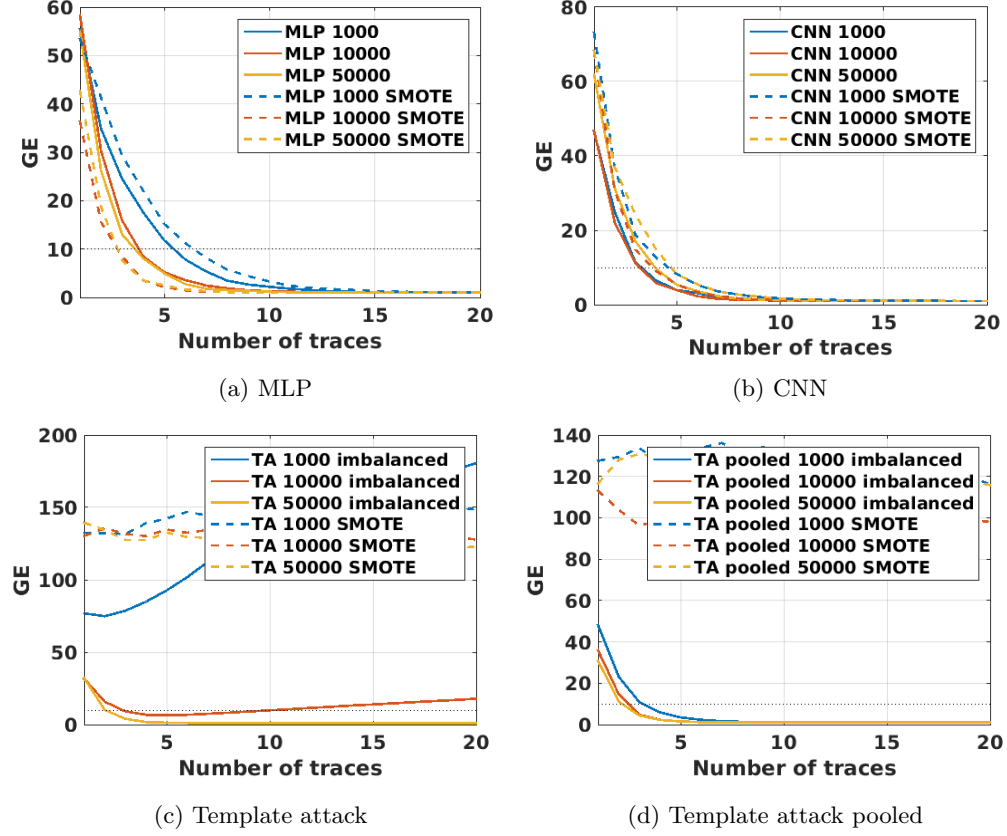 60
50
40
30
20
10
0
GE
MLP 1000
MLP 10000
MLP 50000
MLP 1000 SMOTE
MLP 10000 SMOTE
MLP 50000 SMOTE
5
10
15
20
Number of traces
(a) MLP
80
60
40
20
0
GE
CNN 1000
CNN 10000
CNN 50000
CNN 1000 SMOTE
CNN 10000 SMOTE
CNN 50000 SMOTE
5
10
15
20
Number of traces
(b) CNN
200
150
100
50
0
GE
TA 1000 imbalanced
TA 10000 imbalanced
TA 50000 imbalanced
TA 1000 SMOTE
TA 10000 SMOTE
TA 50000 SMOTE
5
10
15
20
Number of traces
(c) Template attack
140
120
100
80
60
40
20
0
GE
TA pooled 1000 imbalanced
TA pooled 10000 imbalanced
TA pooled 50000 imbalanced
TA pooled 1000 SMOTE
TA pooled 10000 SMOTE
TA pooled 50000 SMOTE
5
10
15
20
Number of traces
(d) Template attack pooled